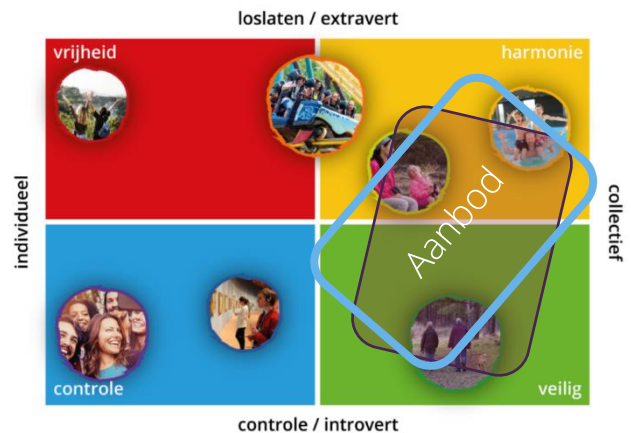 loslaten / extravert
vrijheid
harmonie
individueel
collectief
Aanbod
controle
veilig
controle / introvert